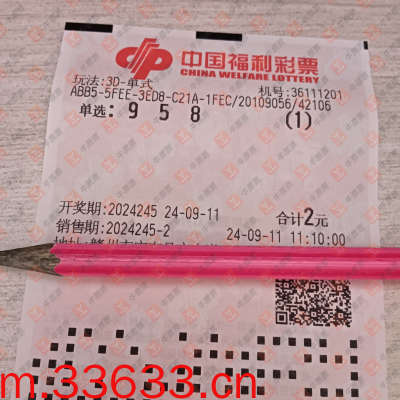 中国福利彩票
CHINA WELFARE LOTTERY
玩法:3D-单式 机号:36111201
ABB5-5FEE-3ED8-C21A-1FEC/20109056/42106
单选: 9 5 8 (1)
开奖期:2024245 24-09-11 合计2元
销售期:2024245-2 24-09-11 11:10:00
地址:
m.33633.cn